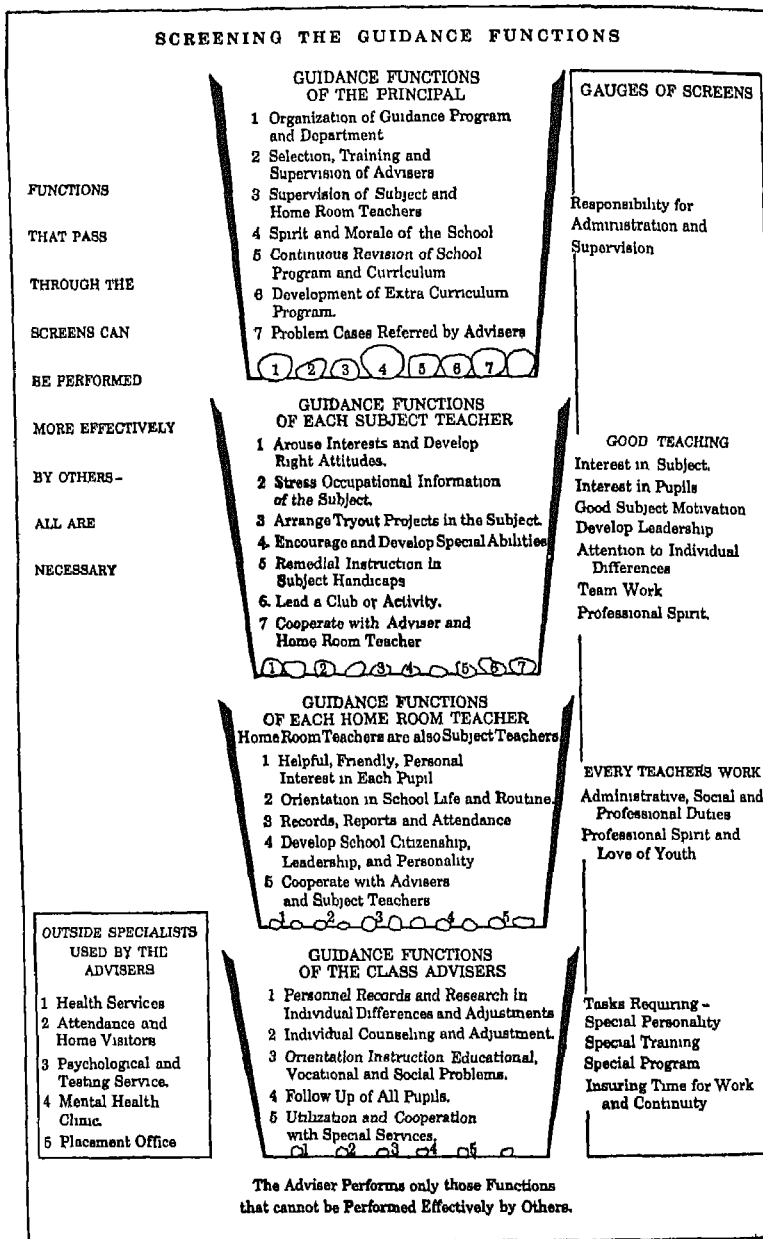 SCREENING THE GUIDANCE FUNCTIONS
FUNCTIONS
THAT PASS
THROUGH THE
SCREENS CAN
BE PERFORMED
MORE EFFECTIVELY
BY OTHERS-
ALL ARE
NECESSARY
GUIDANCE FUNCTIONS
OF THE PRINCIPAL
1 Organization of Guidance Program
and Department
2 Selection, Training and
Supervision of Advisers
3 Supervision of Subject and
Home Room Teachers
4 Spirit and Morale of the School
5 Continuous Revision of School
Program and Curriculum
6 Development of Extra Curriculum
Program.
7 Problem Cases Referred by Advisers
1 2 3 4 5 6 7
GUIDANCE FUNCTIONS
OF EACH SUBJECT TEACHER
1 Arouse Interests and Develop
Right Attitudes.
2 Stress Occupational Information
of the Subject.
3 Arrange Tryout Projects in the Subject.
4. Encourage and Develop Special Abilities
5 Remedial Instruction in
Subject Handicaps
6. Lead a Club or Activity.
7 Cooperate with Adviser and
Home Room Teacher
1 2 3 4 5 6 7
GUIDANCE FUNCTIONS
OF EACH HOME ROOM TEACHER
Home Room Teachers are also Subject Teachers
1 Helpful, Friendly, Personal
Interest in Each Pupil
2 Orientation in School Life and Routine.
3 Records, Reports and Attendance
4 Develop School Citizenship,
Leadership, and Personality
5 Cooperate with Advisers
and Subject Teachers
1 2 3 4 5
GUIDANCE FUNCTIONS
OF THE CLASS ADVISERS
1 Personnel Records and Research in
Individual Differences and Adjustments
2 Individual Counseling and Adjustment.
3 Orientation Instruction Educational,
Vocational and Social Problems.
4 Follow Up of All Pupils.
5 Utilization and Cooperation
with Special Services.
1 2 3 4 5
The Adviser Performs only those Functions
that cannot be Performed Effectively by Others.
OUTSIDE SPECIALISTS
USED BY THE
ADVISERS
1 Health Services
2 Attendance and
Home Visitors
3 Psychological and
Testing Service.
4 Mental Health
Clinic.
5 Placement Office
GAUGES OF SCREENS
Responsibility for
Administration and
Supervision
GOOD TEACHING
Interest in Subject.
Interest in Pupils
Good Subject Motivation
Develop Leadership
Attention to Individual
Differences
Team Work
Professional Spirit.
EVERY TEACHERS WORK
Administrative, Social and
Professional Duties
Professional Spirit and
Love of Youth
Tasks Requiring-
Special Personality
Special Training
Special Program
Insuring Time for Work
and Continuity